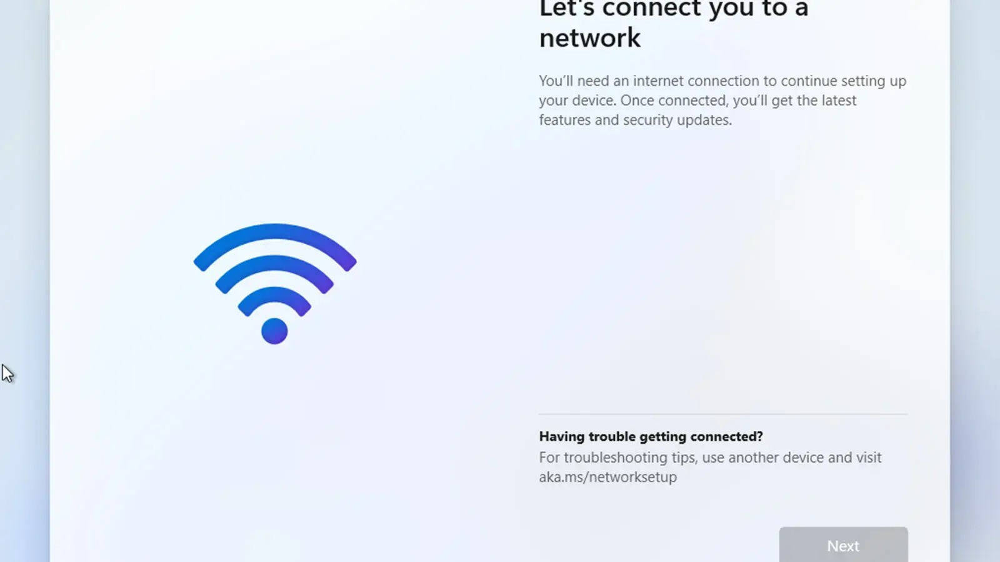 Let's connect you to a
network
You’ll need an internet connection to continue setting up
your device. Once connected, you’ll get the latest
features and security updates.
Having trouble getting connected?
For troubleshooting tips, use another device and visit
aka.ms/networksetup
Next